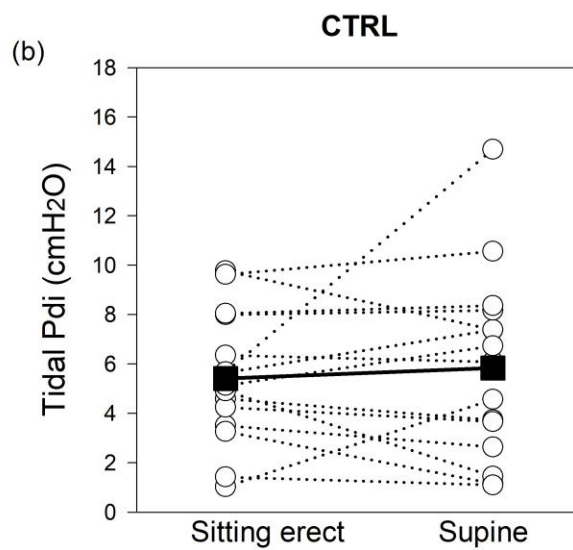 CTRL
(b)
Tidal Pdi (cmH2O)
18
16
14
12
10
8
6
4
2
0
Sitting erect
Supine